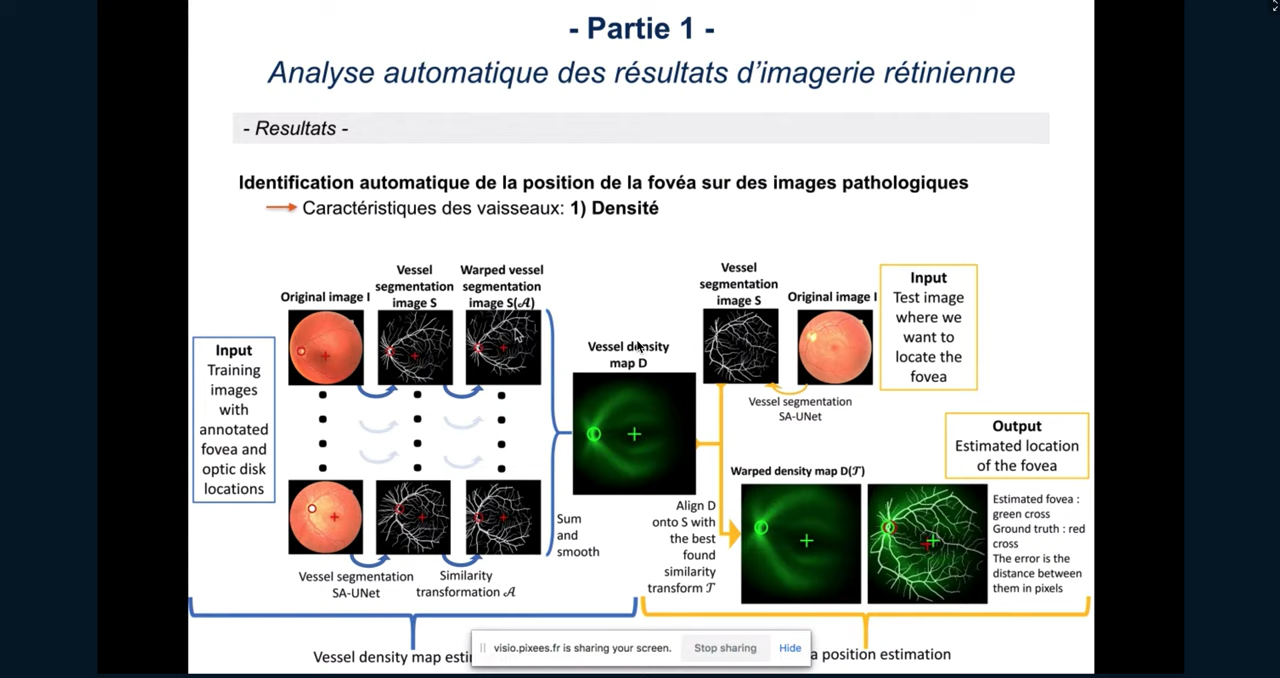 - Partie 1 -
Analyse automatique des résultats d’imagerie rétinienne
- Resultats -
Identification automatique de la position de la fovéa sur des images pathologiques
Caractéristiques des vaisseaux: 1) Densité
Input
Training
images
with
annotated
fovea and
optic disk
locations
Original image I
Vessel
segmentation
image S
Warped vessel
segmentation
image S(𝒜)
Vessel segmentation
SA-UNet
Similarity
transformation 𝒜
Sum
and
smooth
Vessel density
map D
Vessel
segmentation
image S
Original image I
Vessel segmentation
SA-UNet
Input
Test image
where we
want to
locate the
fovea
Align D
onto S with
the best
found
similarity
transform 𝒯
Warped density map D(𝒯)
Output
Estimated location
of the fovea
Estimated fovea :
green cross
Ground truth : red
cross
The error is the
distance between
them in pixels
Vessel density map
a position estimation
visio.pixees.fr is sharing your screen.
Stop sharing
Hide